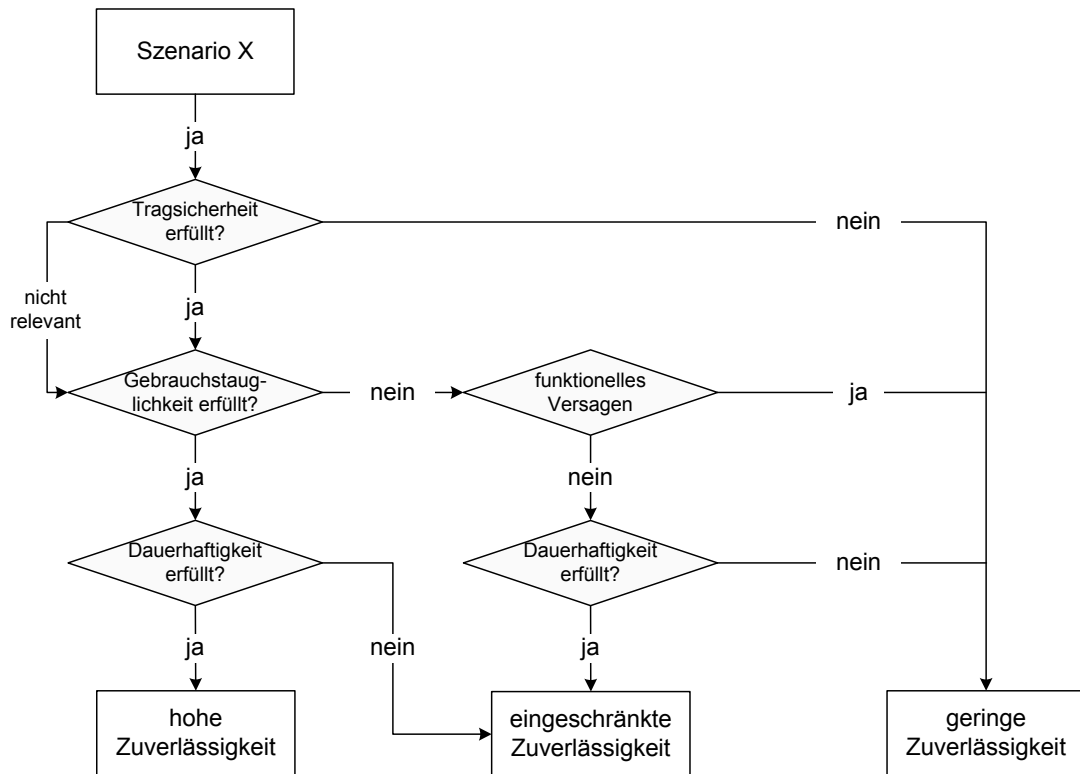 Szenario X
ja
Tragsicherheit
erfüllt?
nein
nicht
relevant
ja
Gebrauchstaug-
lichkeit erfüllt?
nein
funktionelles
Versagen
ja
ja
nein
Dauerhaftigkeit
erfüllt?
Dauerhaftigkeit
erfüllt?
nein
ja
nein
ja
hohe
Zuverlässigkeit
eingeschränkte
Zuverlässigkeit
geringe
Zuverlässigkeit